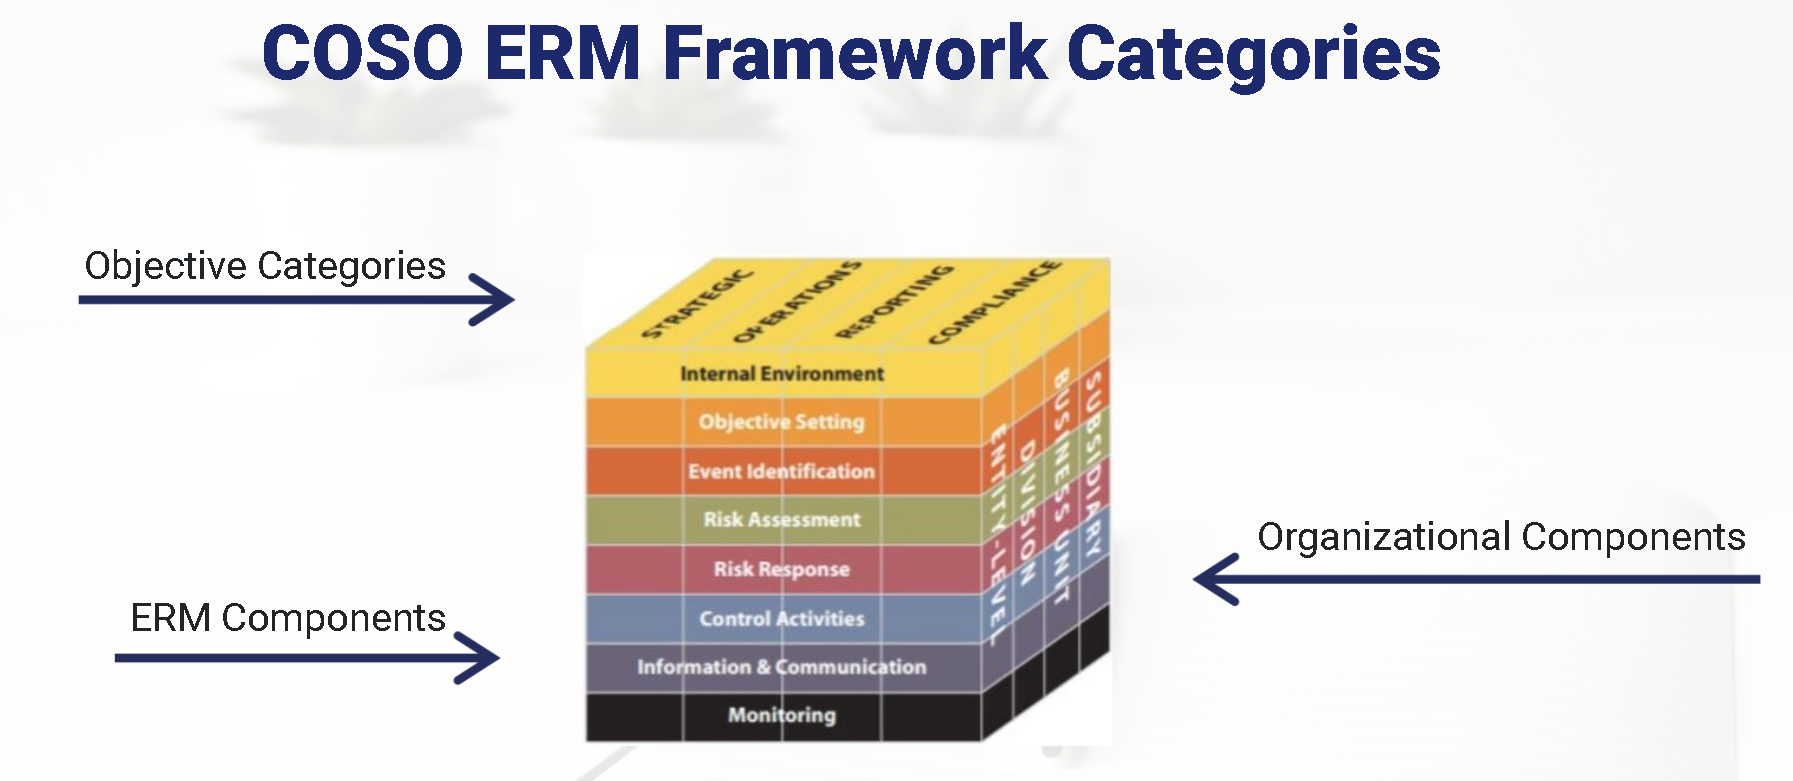 COSO ERM Framework Categories
Objective Categories
STRATEGIC
OPERATIONS
REPORTING
COMPLIANCE
Internal Environment
Objective Setting
Event Identification
Risk Assessment
Risk Response
Control Activities
Information & Communication
Monitoring
ENTITY-LEVEL
DIVISION
BUSINESS UNIT
SUBSIDIARY
Organizational Components
ERM Components